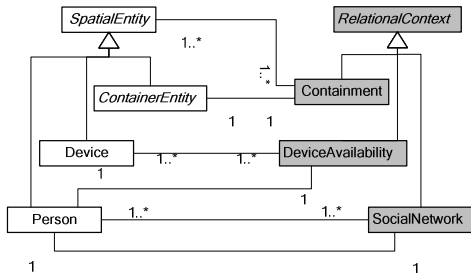 SpatialEntity
RelationalContext
1..*
1..*
ContainerEntity
Containment
1
1
Device
DeviceAvailability
1..*
1..*
1
1
Person
1..*
1..*
SocialNetwork
1
1